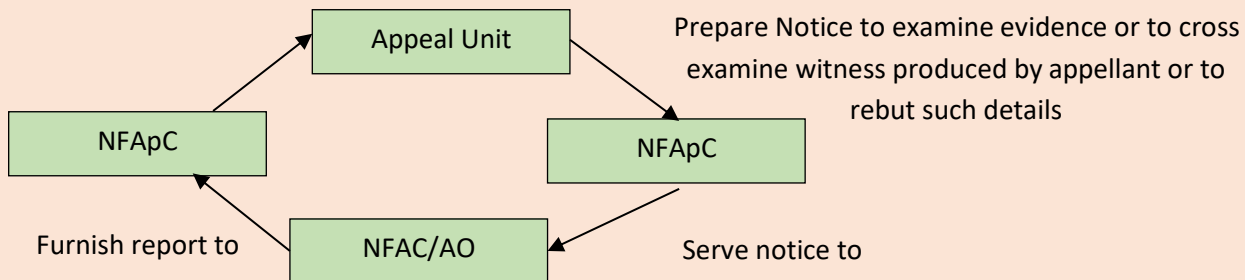 Appeal Unit
Prepare Notice to examine evidence or to cross
examine witness produced by appellant or to
rebut such details
NFApC
NFApC
Furnish report to
NFAC/AO
Serve notice to